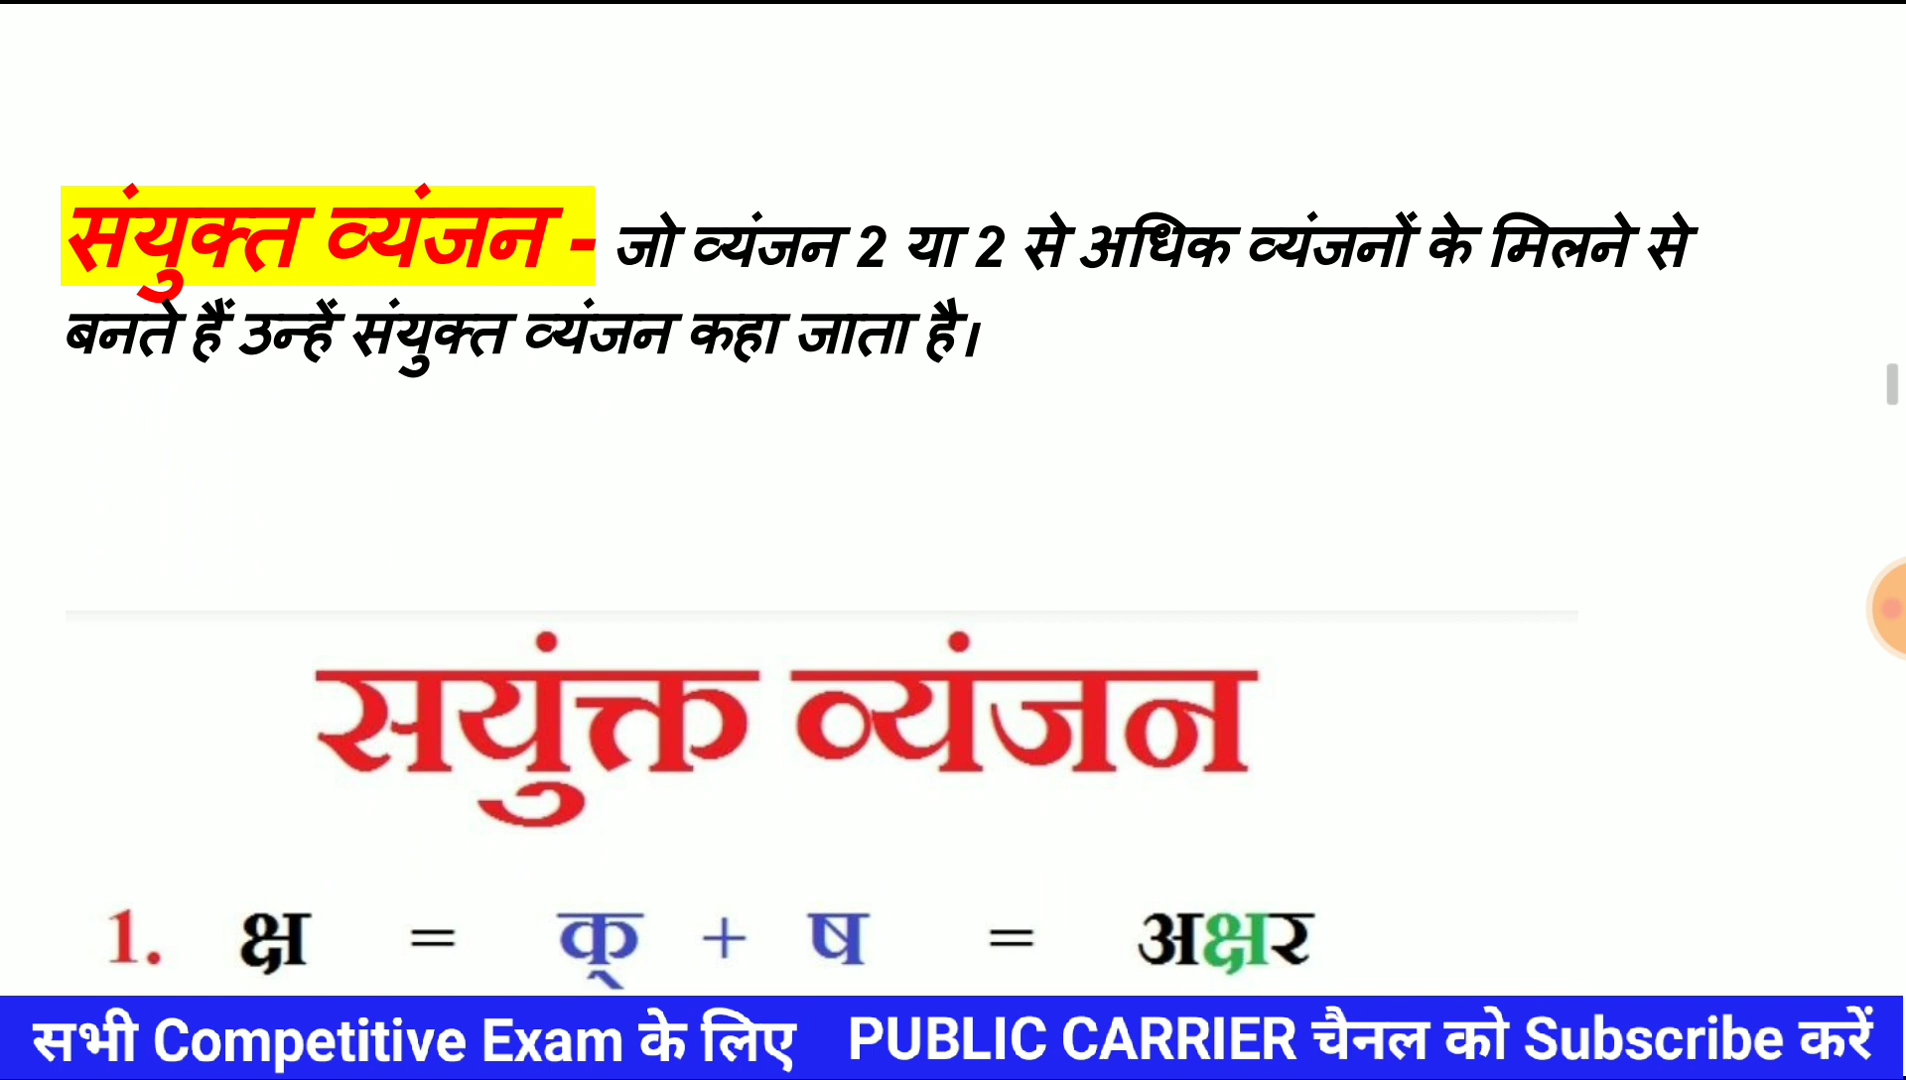 संयुक्त व्यंजन - जो व्यंजन 2 या 2 से अधिक व्यंजनों के मिलने से
बनते हैं उन्हें संयुक्त व्यंजन कहा जाता है।
सयुंक्त व्यंजन
1. क्ष = क् + ष = अक्षर
सभी Competitive Exam के लिए PUBLIC CARRIER चैनल को Subscribe करें